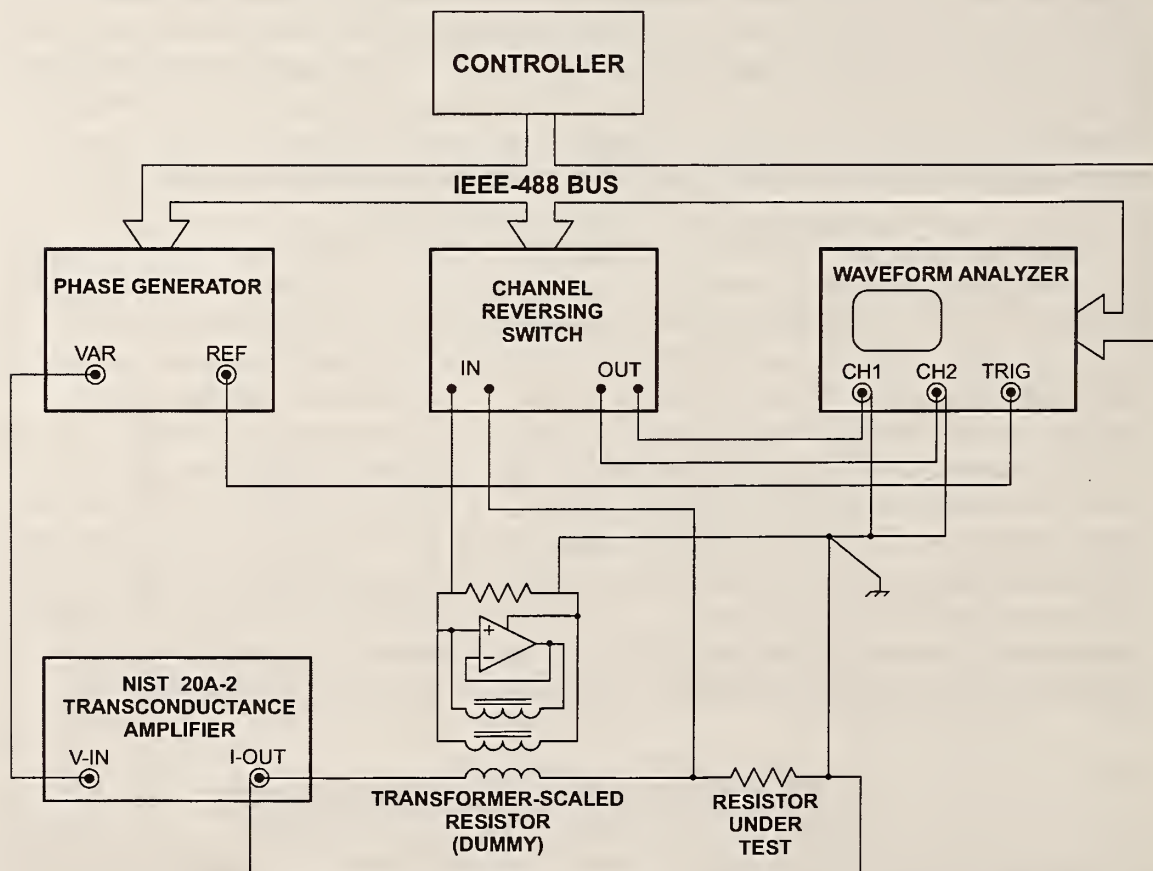 CONTROLLER
IEEE-488 BUS
PHASE GENERATOR
VAR
REF
CHANNEL
REVERSING
SWITCH
IN
OUT
WAVEFORM ANALYZER
CH1
CH2
TRIG
+
−
NIST 20A-2
TRANSCONDUCTANCE
AMPLIFIER
V-IN
I-OUT
TRANSFORMER-SCALED
RESISTOR
(DUMMY)
RESISTOR
UNDER
TEST